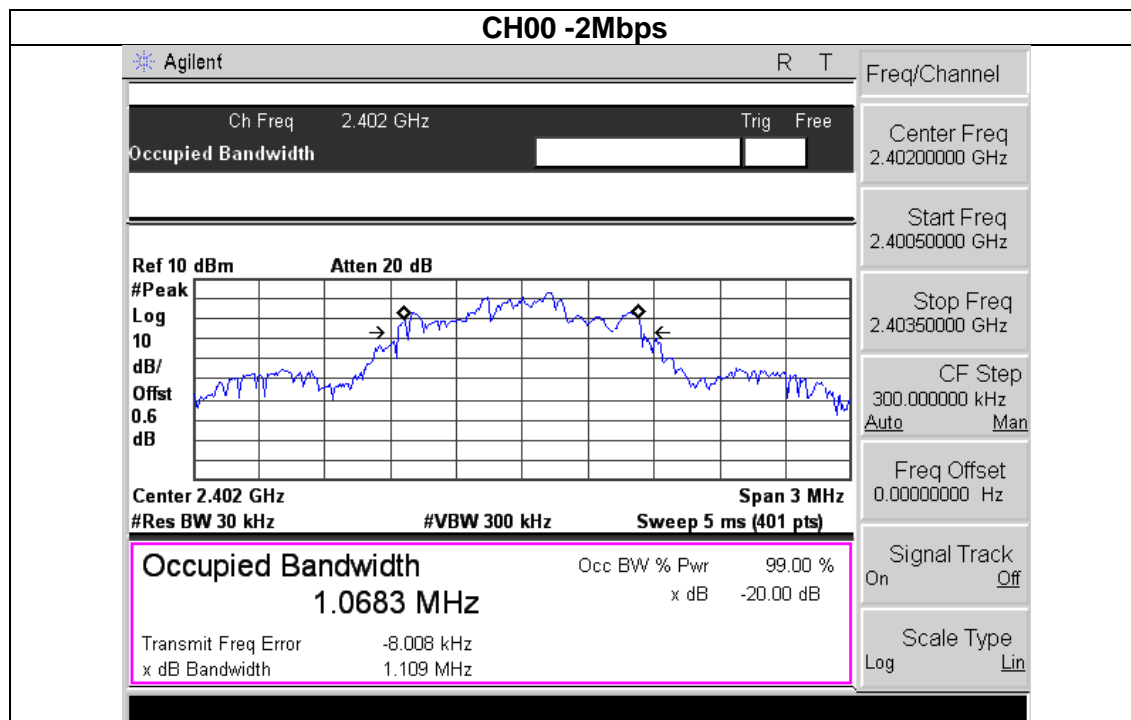 CH00 -2Mbps
Agilent R T
Ch Freq 2.402 GHz Trig Free
Occupied Bandwidth
Ref 10 dBm Atten 20 dB
#Peak
Log
10
dB/
Offst
0.6
dB
Center 2.402 GHz Span 3 MHz
#Res BW 30 kHz #VBW 300 kHz Sweep 5 ms (401 pts)
Occupied Bandwidth Occ BW % Pwr 99.00 %
1.0683 MHz x dB -20.00 dB
Transmit Freq Error -8.008 kHz
x dB Bandwidth 1.109 MHz
Freq/Channel
Center Freq
2.40200000 GHz
Start Freq
2.40050000 GHz
Stop Freq
2.40350000 GHz
CF Step
300.000000 kHz
Auto Man
Freq Offset
0.00000000 Hz
Signal Track
On Off
Scale Type
Log Lin